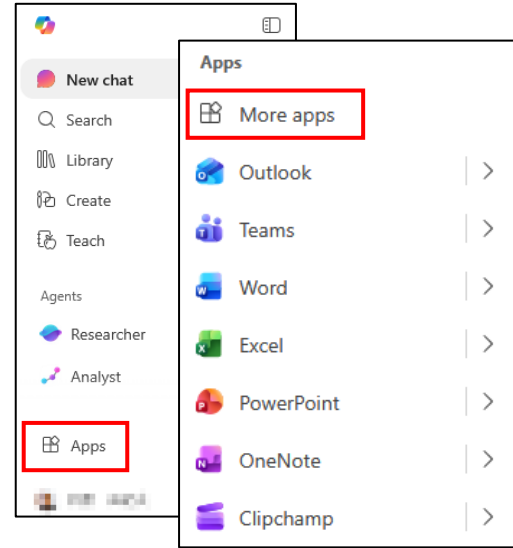 New chat
Search
Library
Create
Teach
Agents
Researcher
Analyst
Apps
Apps
More apps
Outlook
Teams
Word
Excel
PowerPoint
OneNote
Clipchamp